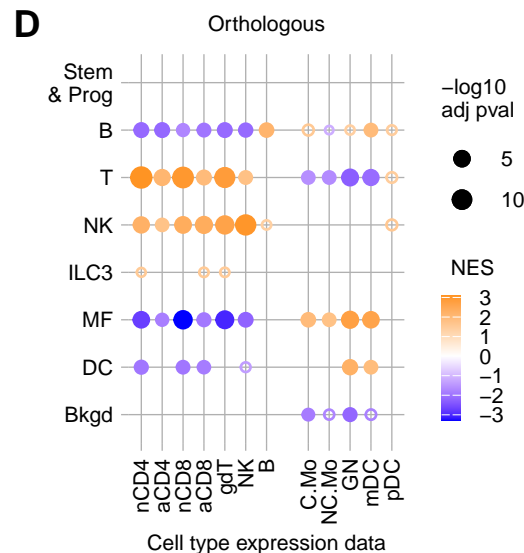 D
Orthologous
Stem
& Prog
B
T
NK
ILC3
MF
DC
Bkgd
nCD4
aCD4
nCD8
aCD8
gdT
NK
B
C.Mo
NC.Mo
GN
mDC
pDC
Cell type expression data
−log10
adj pval
5
10
NES
3
2
1
0
−1
−2
−3